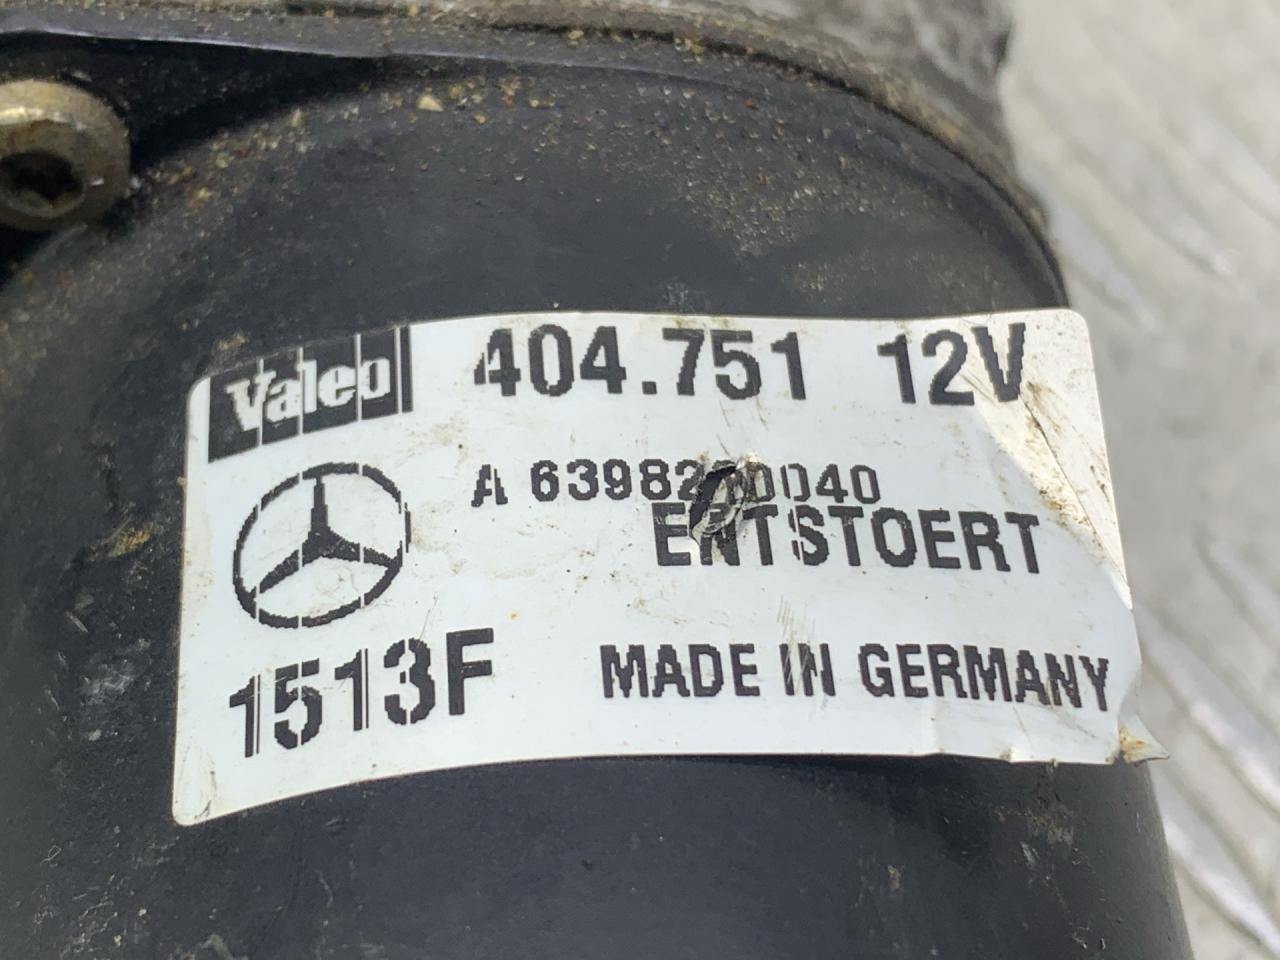 Valeo 404.751 12V
ENTSTOERT
1513F MADE IN GERMANY